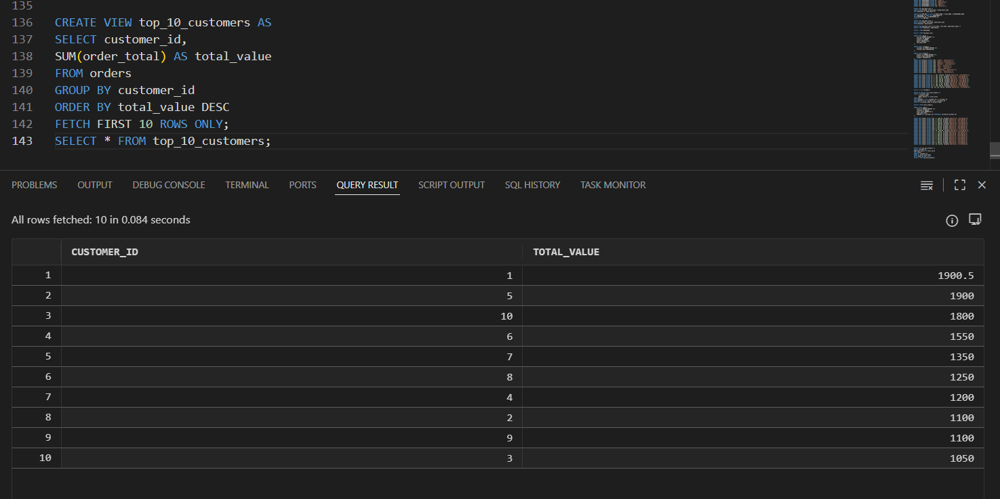 135
136 CREATE VIEW top_10_customers AS
137 SELECT customer_id,
138 SUM(order_total) AS total_value
139 FROM orders
140 GROUP BY customer_id
141 ORDER BY total_value DESC
142 FETCH FIRST 10 ROWS ONLY;
143 SELECT * FROM top_10_customers;
PROBLEMS OUTPUT DEBUG CONSOLE TERMINAL PORTS QUERY RESULT SCRIPT OUTPUT SQL HISTORY TASK MONITOR
All rows fetched: 10 in 0.084 seconds
CUSTOMER_ID TOTAL_VALUE
1 1 1900.5
2 5 1900
3 10 1800
4 6 1550
5 7 1350
6 8 1250
7 4 1200
8 2 1100
9 9 1100
10 3 1050